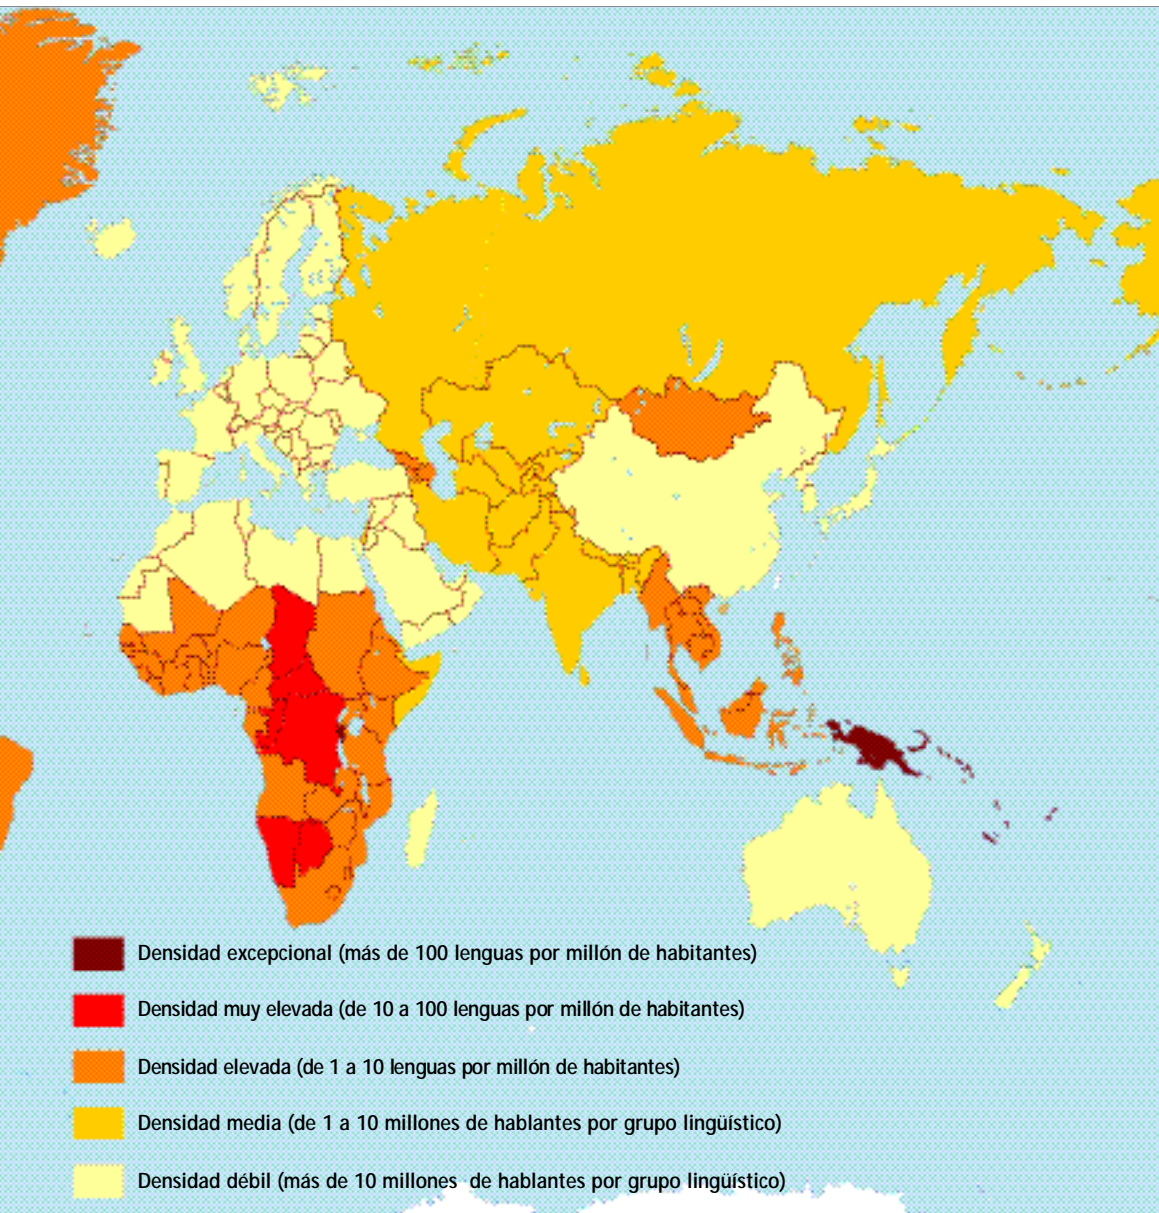 Densidad excepcional (más de 100 lenguas por millón de habitantes)
Densidad muy elevada (de 10 a 100 lenguas por millón de habitantes)
Densidad elevada (de 1 a 10 lenguas por millón de habitantes)
Densidad media (de 1 a 10 millones de hablantes por grupo lingüístico)
Densidad débil (más de 10 millones de hablantes por grupo lingüístico)